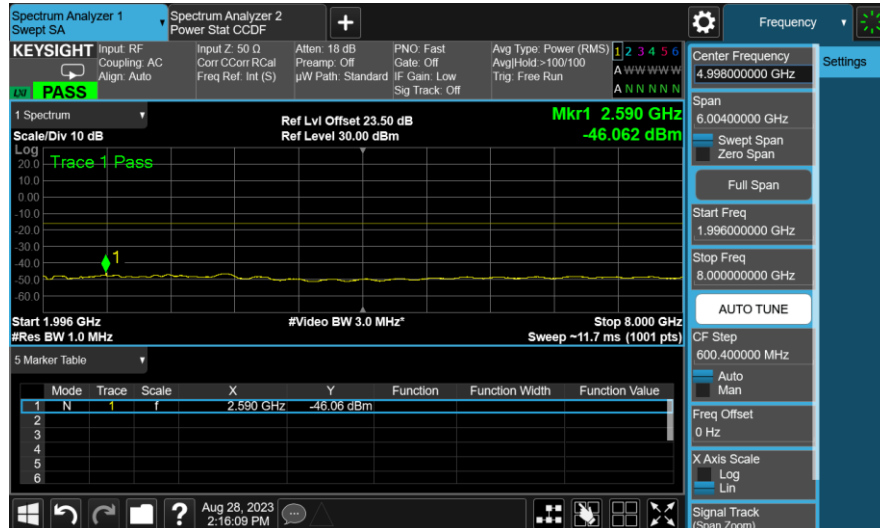 Spectrum Analyzer 1
Swept SA
Spectrum Analyzer 2
Power Stat CCDF
+
Frequency
KEYSIGHT
Input: RF
Coupling: AC
Align: Auto
Input Z: 50 Ω
Corr CCorr RCal
Freq Ref: Int (S)
Atten: 18 dB
Preamp: Off
µW Path: Standard
PNO: Fast
Gate: Off
IF Gain: Low
Sig Track: Off
Avg Type: Power (RMS)
Avg|Hold:>100/100
Trig: Free Run
1 2 3 4 5 6
A W W W W W
A N N N N N
LXI PASS
1 Spectrum
Scale/Div 10 dB
Ref Lvl Offset 23.50 dB
Ref Level 30.00 dBm
Mkr1 2.590 GHz
-46.062 dBm
Log
Trace 1 Pass
20.0
10.0
0.00
-10.0
-20.0
-30.0
-40.0
-50.0
-60.0
1
Start 1.996 GHz
#Res BW 1.0 MHz
#Video BW 3.0 MHz*
Stop 8.000 GHz
Sweep ~11.7 ms (1001 pts)
5 Marker Table
Mode Trace Scale X Y Function Function Width Function Value
1 N 1 f 2.590 GHz -46.06 dBm
2
3
4
5
6
?
Aug 28, 2023
2:16:09 PM
Center Frequency
4.998000000 GHz
Settings
Span
6.00400000 GHz
Swept Span
Zero Span
Full Span
Start Freq
1.996000000 GHz
Stop Freq
8.000000000 GHz
AUTO TUNE
CF Step
600.400000 MHz
Auto
Man
Freq Offset
0 Hz
X Axis Scale
Log
Lin
Signal Track
(Span Zoom)